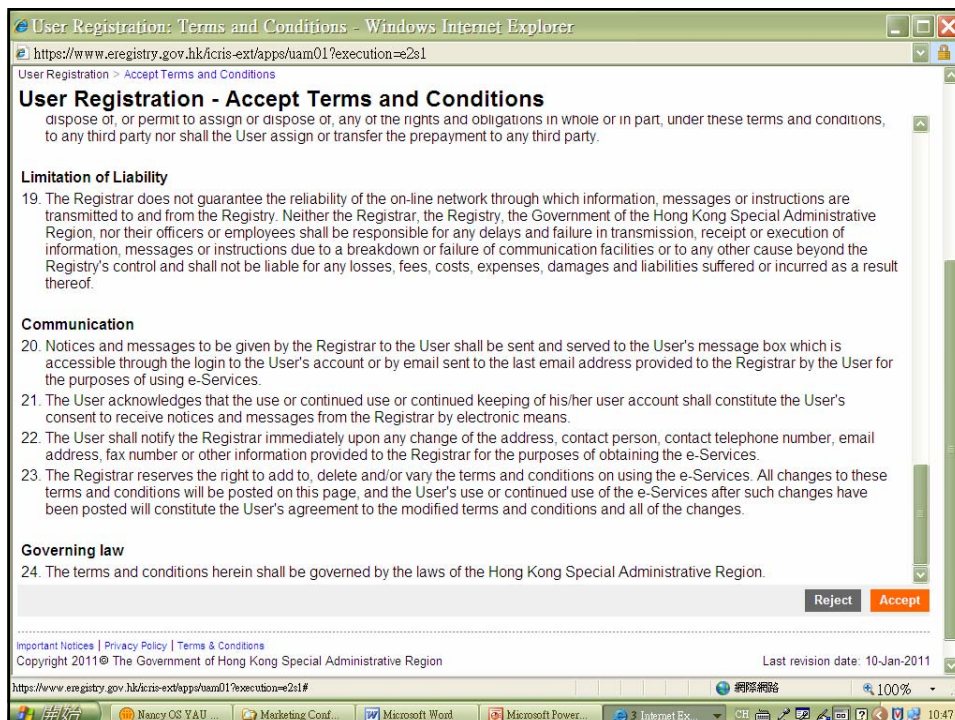 User Registration: Terms and Conditions - Windows Internet Explorer
https://www.eregistry.gov.hk/icris-ext/apps/uam01?execution=e2s1
User Registration > Accept Terms and Conditions
User Registration - Accept Terms and Conditions
dispose of, or permit to assign or dispose of, any of the rights and obligations in whole or in part, under these terms and conditions,
to any third party nor shall the User assign or transfer the prepayment to any third party.
Limitation of Liability
19. The Registrar does not guarantee the reliability of the on-line network through which information, messages or instructions are
transmitted to and from the Registry. Neither the Registrar, the Registry, the Government of the Hong Kong Special Administrative
Region, nor their officers or employees shall be responsible for any delays and failure in transmission, receipt or execution of
information, messages or instructions due to a breakdown or failure of communication facilities or to any other cause beyond the
Registry's control and shall not be liable for any losses, fees, costs, expenses, damages and liabilities suffered or incurred as a result
thereof.
Communication
20. Notices and messages to be given by the Registrar to the User shall be sent and served to the User's message box which is
accessible through the login to the User's account or by email sent to the last email address provided to the Registrar by the User for
the purposes of using e-Services.
21. The User acknowledges that the use or continued use or continued keeping of his/her user account shall constitute the User's
consent to receive notices and messages from the Registrar by electronic means.
22. The User shall notify the Registrar immediately upon any change of the address, contact person, contact telephone number, email
address, fax number or other information provided to the Registrar for the purposes of obtaining the e-Services.
23. The Registrar reserves the right to add to, delete and/or vary the terms and conditions on using the e-Services. All changes to these
terms and conditions will be posted on this page, and the User's use or continued use of the e-Services after such changes have
been posted will constitute the User's agreement to the modified terms and conditions and all of the changes.
Governing law
24. The terms and conditions herein shall be governed by the laws of the Hong Kong Special Administrative Region.
Reject Accept
Important Notices | Privacy Policy | Terms & Conditions
Copyright 2011© The Government of Hong Kong Special Administrative Region Last revision date: 10-Jan-2011
https://www.eregistry.gov.hk/icris-ext/apps/uam01?execution=e2s1# 網際網路 100%
開始 Nancy OS YAU ... Marketing Conf... Microsoft Word Microsoft Power... 3 Internet Ex... CH 10:47